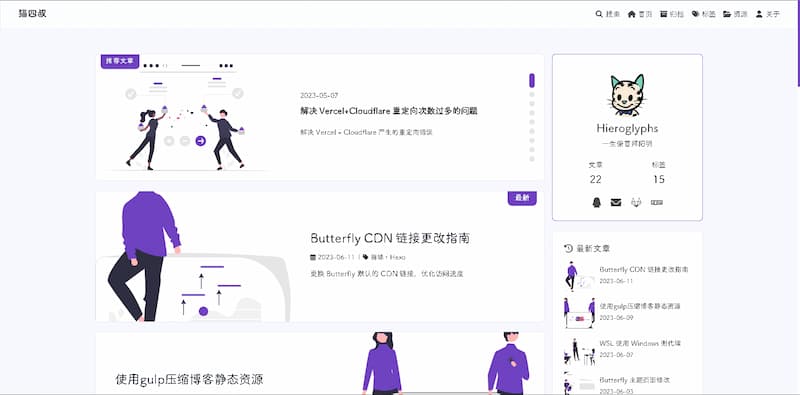 猫四叔
搜索 首页 归档 标签 资源 关于
推荐文章
2023-05-07
解决 Vercel+Cloudflare 重定向次数过多的问题
解决 Vercel + Cloudflare 产生的重定向错误
最新
Butterfly CDN 链接更改指南
2023-06-11 | 魔改 • Hexo
更换 Butterfly 默认的 CDN 链接，优化访问速度
使用gulp压缩博客静态资源
Hieroglyphs
文章 标签
22 15
最新文章
Butterfly CDN 链接更改指南
2023-06-11
使用gulp压缩博客静态资源
2023-06-09
WSL 使用 Windows 侧代理
2023-06-07
Butterfly 主题页面修改
2023-06-03